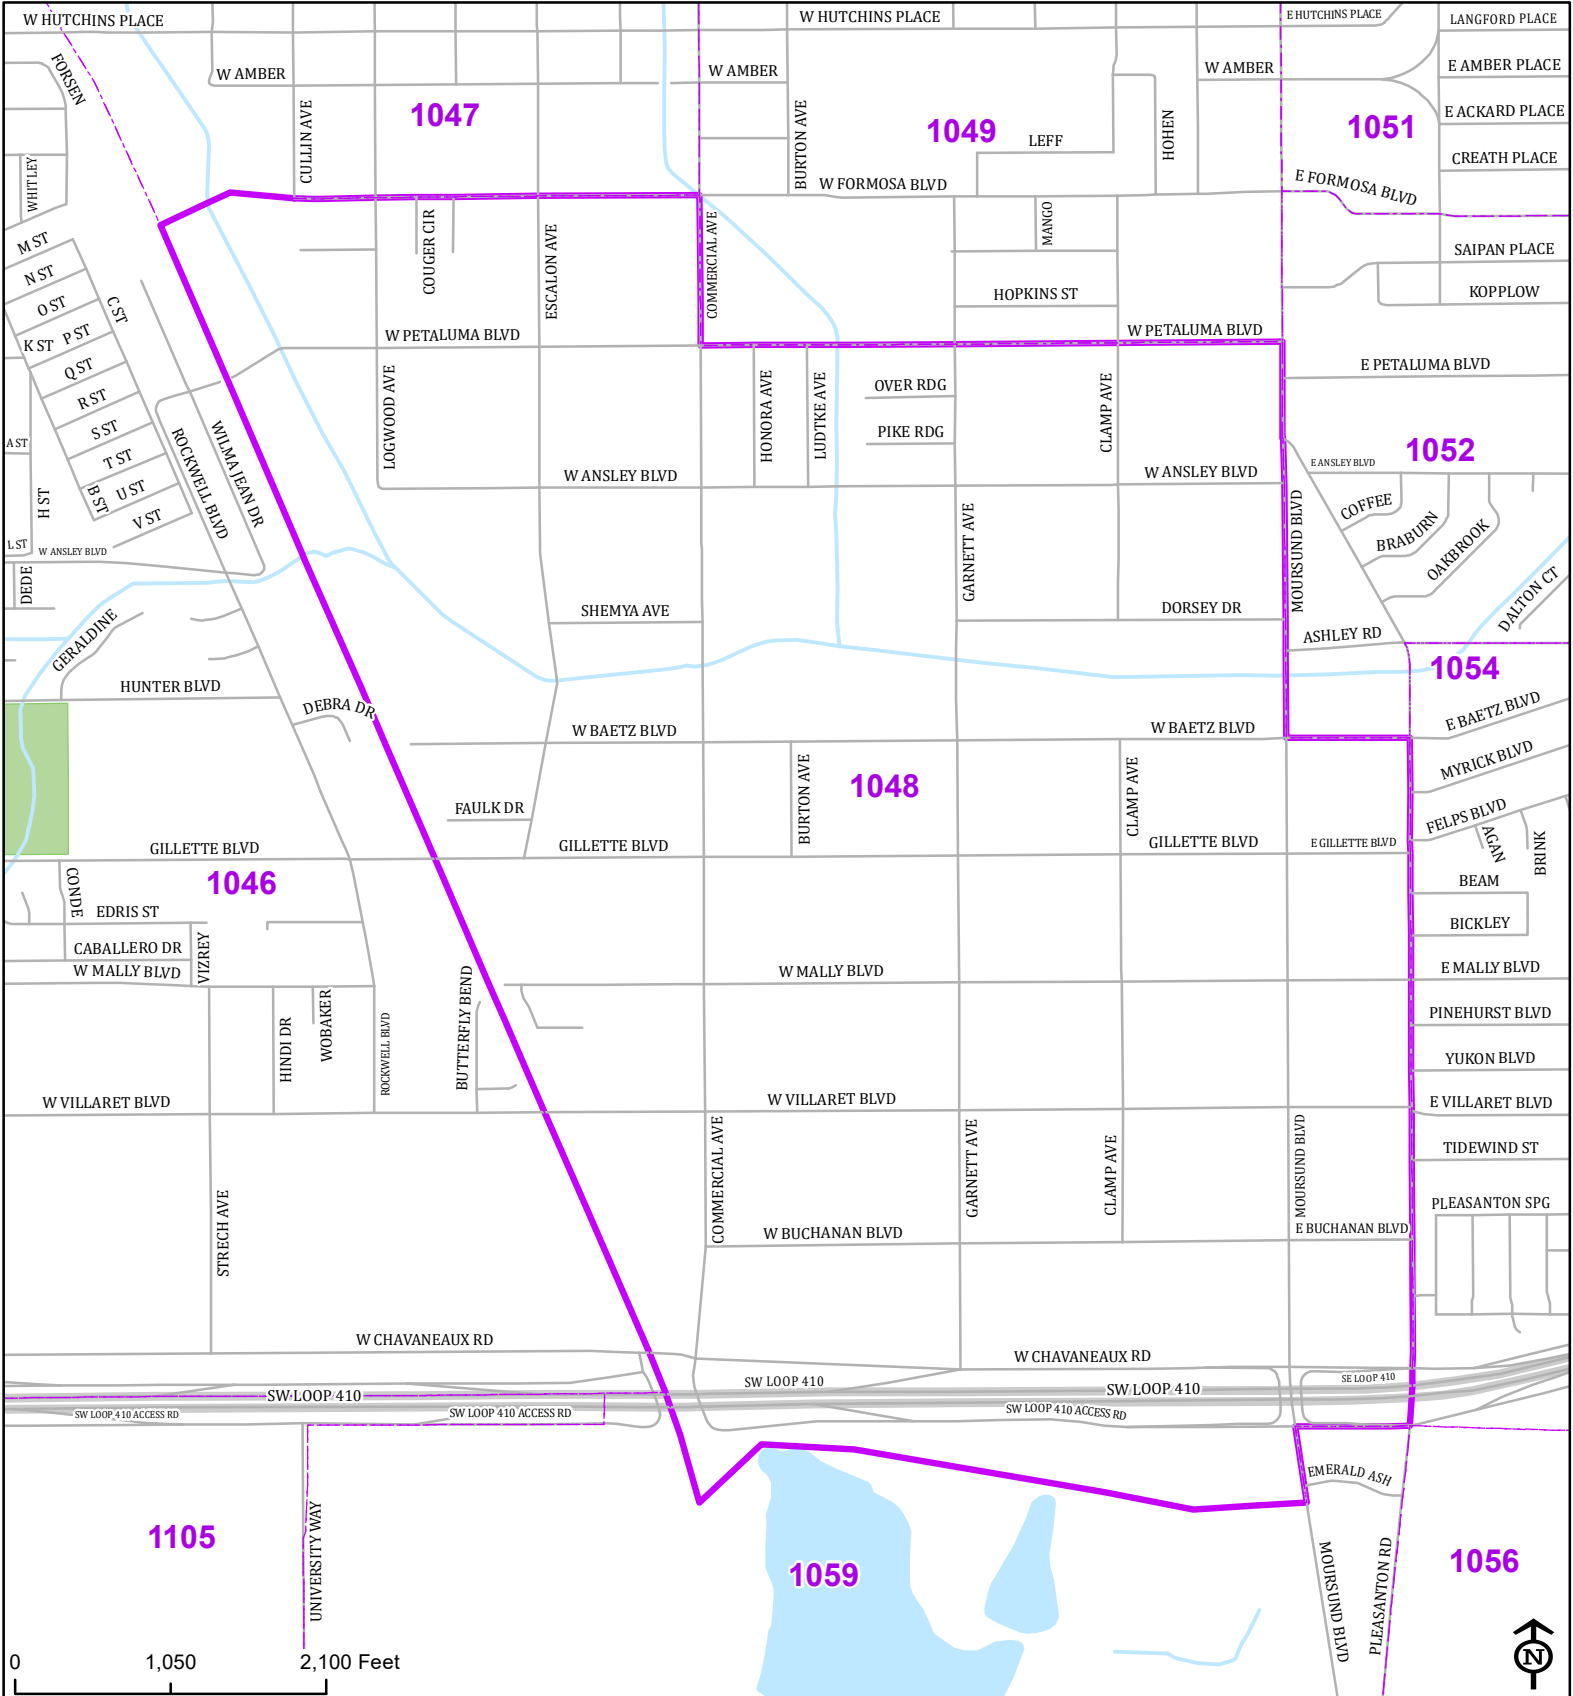 W HUTCHINS PLACE
W HUTCHINS PLACE
E HUTCHINS PLACE
LANGFORD PLACE
FORSEN
W AMBER
W AMBER
W AMBER
E AMBER PLACE
CULLIN AVE
1047
BURTON AVE
1049
LEFF
HOHEN
1051
E ACKARD PLACE
CREATH PLACE
WHITLEY
W FORMOSA BLVD
E FORMOSA BLVD
M ST
N ST
O ST
C ST
P ST
K ST
Q ST
R ST
S ST
T ST
U ST
B ST
V ST
A ST
H ST
L ST
COUGER CIR
ESCALON AVE
COMMERCIAL AVE
MANGO
SAIPAN PLACE
HOPKINS ST
KOPPLOW
W PETALUMA BLVD
W PETALUMA BLVD
E PETALUMA BLVD
LOGWOOD AVE
HONORA AVE
LUDTKE AVE
OVER RDG
PIKE RDG
CLAMP AVE
ROCKWELL BLVD
WILMA JEAN DR
W ANSLEY BLVD
W ANSLEY BLVD
E ANSLEY BLVD
1052
COFFEE
BRABURN
OAKBROOK
MOURSUND BLVD
GARNETT AVE
W ANSLEY BLVD
DEDE
SHEMYA AVE
DORSEY DR
DALTON CT
ASHLEY RD
GERALDINE
HUNTER BLVD
1054
DEBRA DR
W BAETZ BLVD
W BAETZ BLVD
E BAETZ BLVD
MYRICK BLVD
1048
BURTON AVE
CLAMP AVE
FAULK DR
FELPS BLVD
AGAN
BRINK
GILLETTE BLVD
GILLETTE BLVD
GILLETTE BLVD
E GILLETTE BLVD
1046
CONDE
BEAM
EDRIS ST
BICKLEY
CABALLERO DR
VIZREY
W MALLY BLVD
W MALLY BLVD
E MALLY BLVD
HINDI DR
WOBAKER
ROCKWELL BLVD
BUTTERFLY BEND
PINEHURST BLVD
YUKON BLVD
W VILLARET BLVD
W VILLARET BLVD
E VILLARET BLVD
TIDEWIND ST
COMMERCIAL AVE
GARNETT AVE
CLAMP AVE
MOURSUND BLVD
STRECH AVE
PLEASANTON SPG
W BUCHANAN BLVD
E BUCHANAN BLVD
W CHAVANEAUX RD
W CHAVANEAUX RD
SW LOOP 410
SW LOOP 410
SW LOOP 410
SE LOOP 410
SW LOOP 410 ACCESS RD
SW LOOP 410 ACCESS RD
SW LOOP 410 ACCESS RD
EMERALD ASH
1105
UNIVERSITY WAY
1059
MOURSUND BLVD
PLEASANTON RD
1056
0 1,050 2,100 Feet
N